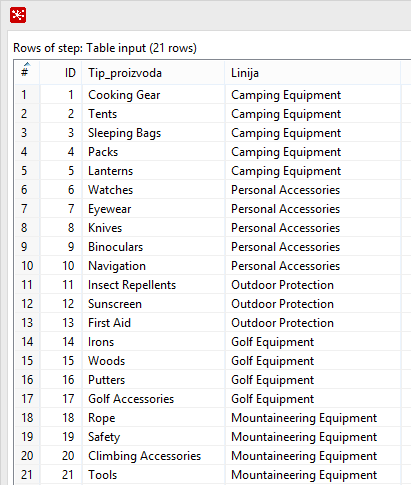 Rows of step: Table input (21 rows)
# ID Tip_proizvoda Linija
1 1 Cooking Gear Camping Equipment
2 2 Tents Camping Equipment
3 3 Sleeping Bags Camping Equipment
4 4 Packs Camping Equipment
5 5 Lanterns Camping Equipment
6 6 Watches Personal Accessories
7 7 Eyewear Personal Accessories
8 8 Knives Personal Accessories
9 9 Binoculars Personal Accessories
10 10 Navigation Personal Accessories
11 11 Insect Repellents Outdoor Protection
12 12 Sunscreen Outdoor Protection
13 13 First Aid Outdoor Protection
14 14 Irons Golf Equipment
15 15 Woods Golf Equipment
16 16 Putters Golf Equipment
17 17 Golf Accessories Golf Equipment
18 18 Rope Mountaineering Equipment
19 19 Safety Mountaineering Equipment
20 20 Climbing Accessories Mountaineering Equipment
21 21 Tools Mountaineering Equipment